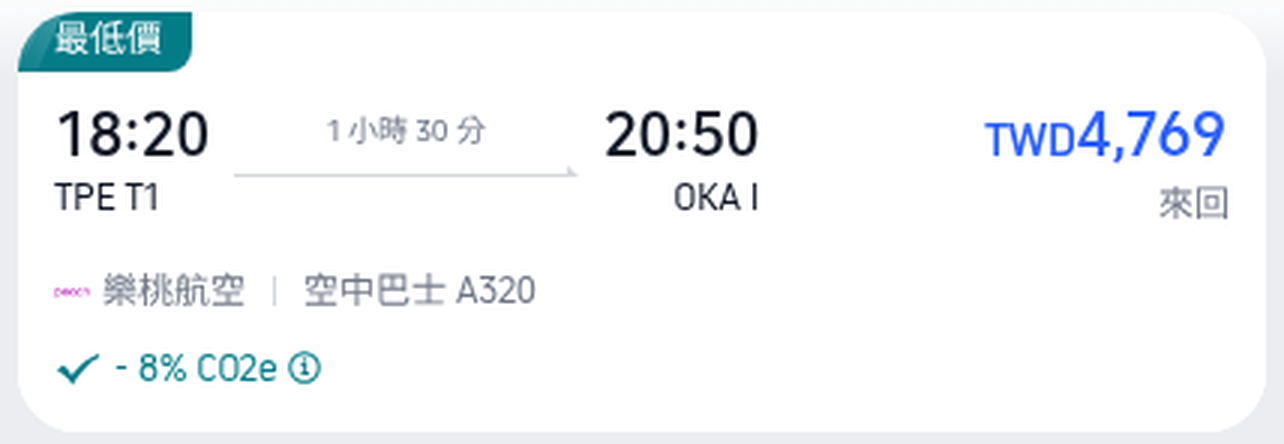 最低價
18:20 1 小時 30 分 20:50 TWD4,769
TPE T1 OKA I 來回
peach 樂桃航空 | 空中巴士 A320
- 8% CO2e